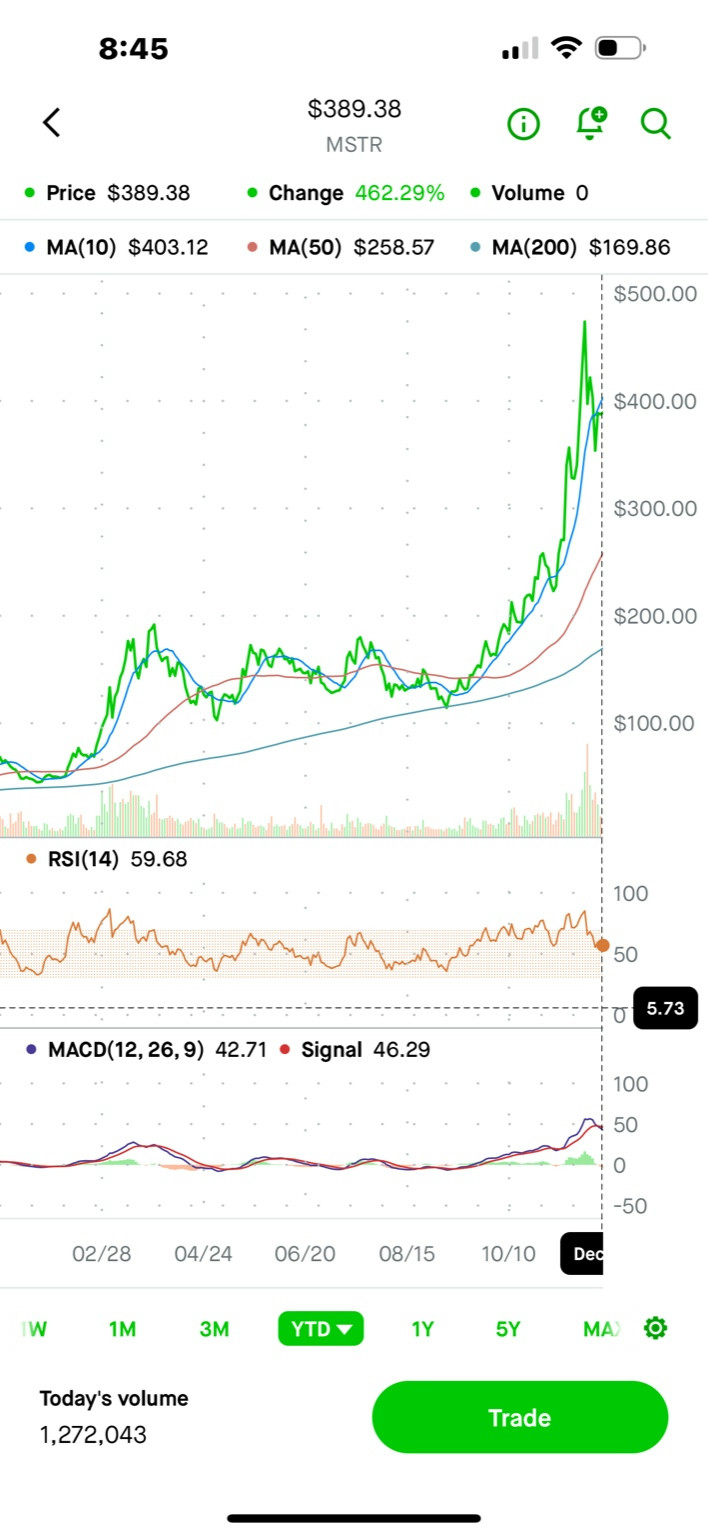 8:45
$389.38
MSTR
Price $389.38 Change 462.29% Volume 0
MA(10) $403.12 MA(50) $258.57 MA(200) $169.86
$500.00
$400.00
$300.00
$200.00
$100.00
RSI(14) 59.68
100
50
0 5.73
MACD(12, 26, 9) 42.71 Signal 46.29
100
50
0
-50
02/28 04/24 06/20 08/15 10/10 Dec
1W 1M 3M YTD 1Y 5Y MAX
Today's volume
1,272,043
Trade